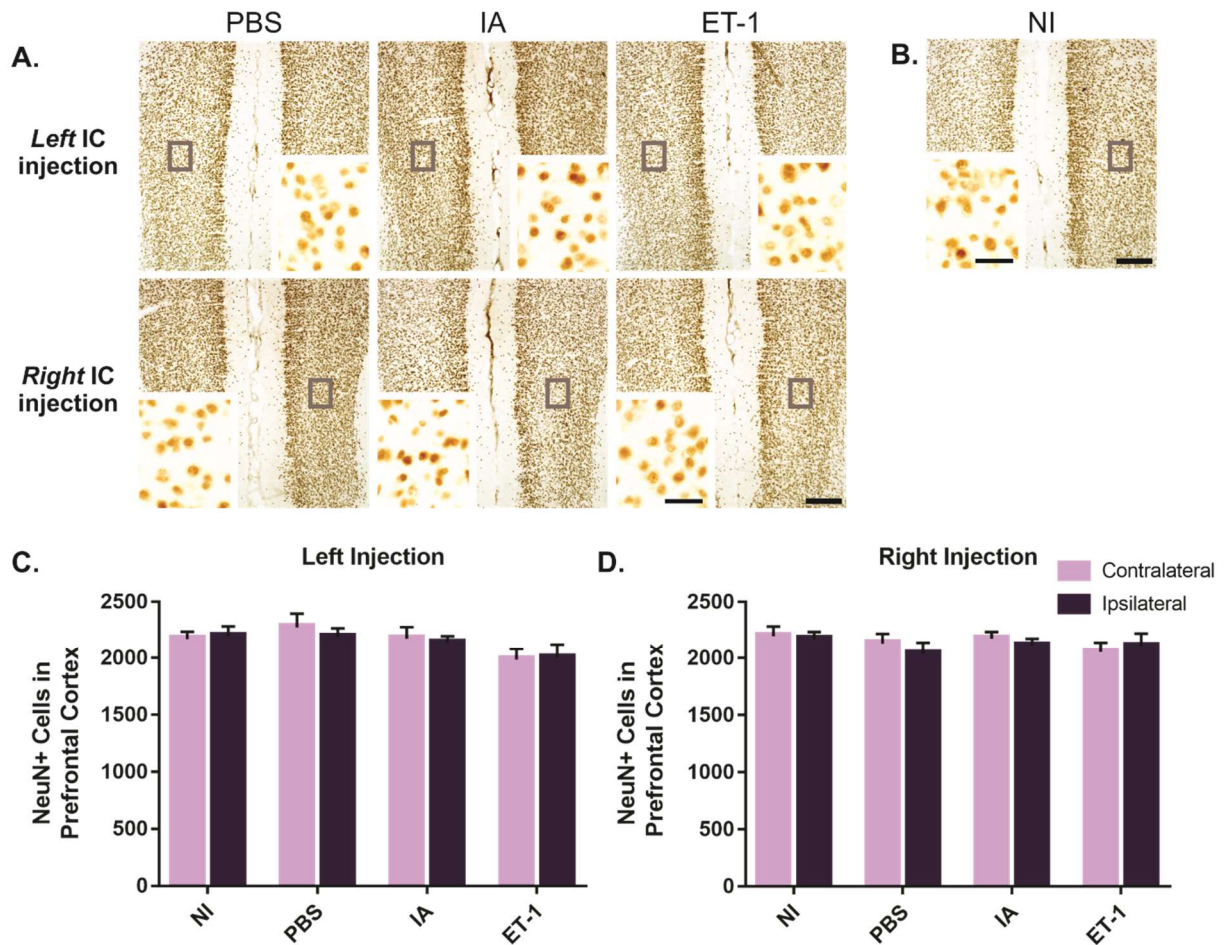 PBS IA ET-1 NI
A. B.
Left IC
injection
Right IC
injection
C. Left Injection
NeuN+ Cells in
Prefrontal Cortex
2500
2000
1500
1000
500
0
NI PBS IA ET-1
D. Right Injection
Contralateral
Ipsilateral
NeuN+ Cells in
Prefrontal Cortex
2500
2000
1500
1000
500
0
NI PBS IA ET-1